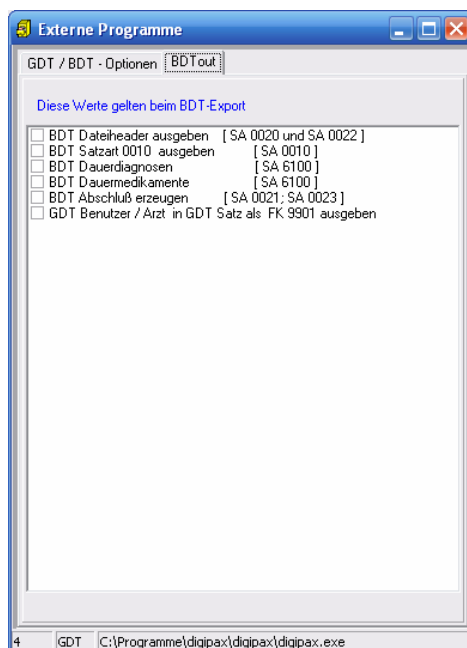 Externe Programme
GDT / BDT - Optionen BDTout
Diese Werte gelten beim BDT-Export
BDT Dateiheader ausgeben [ SA 0020 und SA 0022 ]
BDT Satzart 0010 ausgeben [ SA 0010 ]
BDT Dauerdiagnosen [ SA 6100 ]
BDT Dauermedikamente [ SA 6100 ]
BDT Abschluß erzeugen [ SA 0021; SA 0023 ]
GDT Benutzer / Arzt in GDT Satz als FK 9901 ausgeben
4 GDT C:\Programme\digipax\digipax\digipax.exe